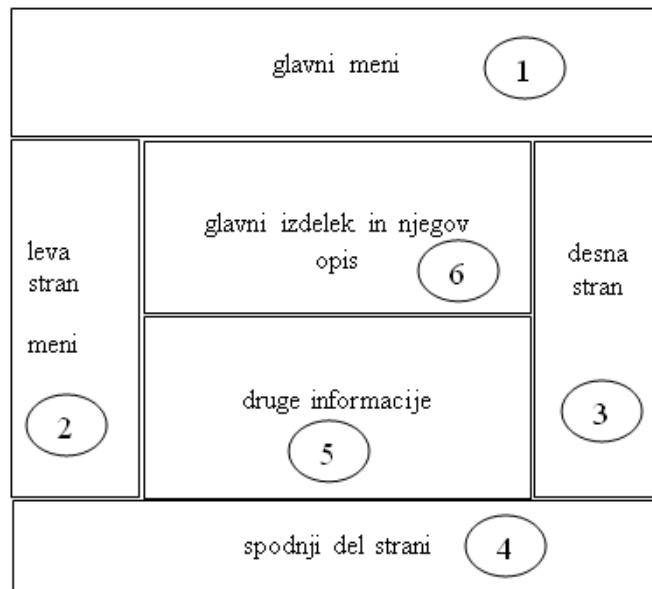 glavni meni
1
leva
stran
meni
2
glavni izdelek in njegov
opis
6
desna
stran
3
druge informacije
5
spodnji del strani
4